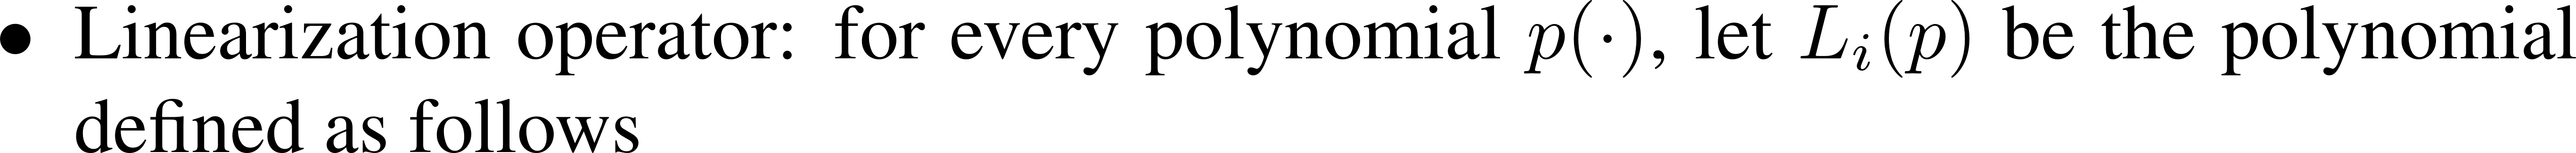 • Linearization operator: for every polynomial p(·), let L_i(p) be the polynomial
defined as follows